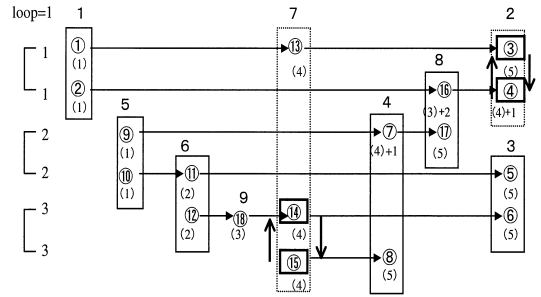 loop=1 1 7 2
1 ① ⑬ ③
(1) (4) (5)
8
1 ② ⑯ ④
(1) (3)+2 (4)+1
5 4
2 ⑨ ⑦ ⑰
(1) (4)+1 (5)
6 3
2 ⑩ ⑪ ⑤
(1) (2) (5)
9
3 ⑫ ⑱ ⑭ ⑥
(2) (3) (4) (5)
3 ⑮ ⑧
(4) (5)